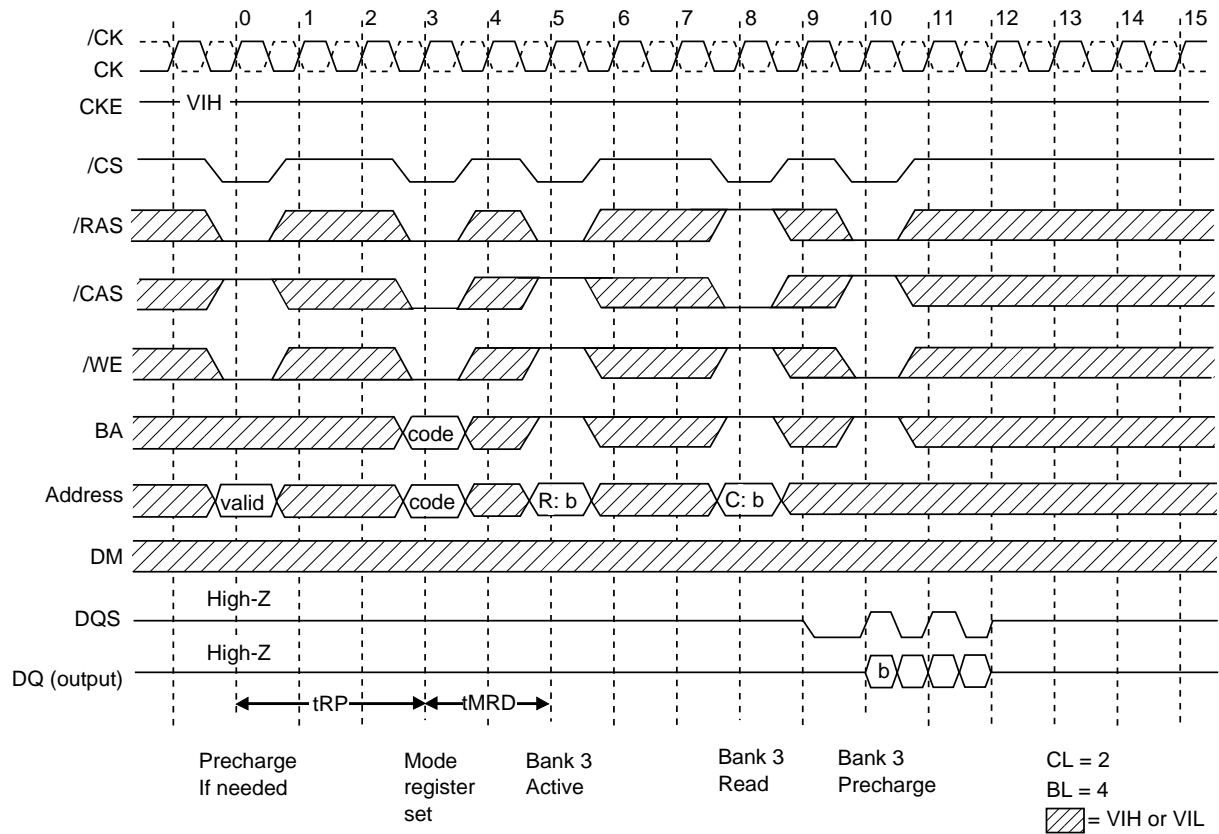 0 1 2 3 4 5 6 7 8 9 10 11 12 13 14 15
/CK
CK
CKE VIH
/CS
/RAS
/CAS
/WE
BA code
Address valid code R: b C: b
DM
High-Z
DQS
High-Z
DQ (output) b
tRP tMRD
Precharge
If needed
Mode
register
set
Bank 3
Active
Bank 3
Read
Bank 3
Precharge
CL = 2
BL = 4
= VIH or VIL